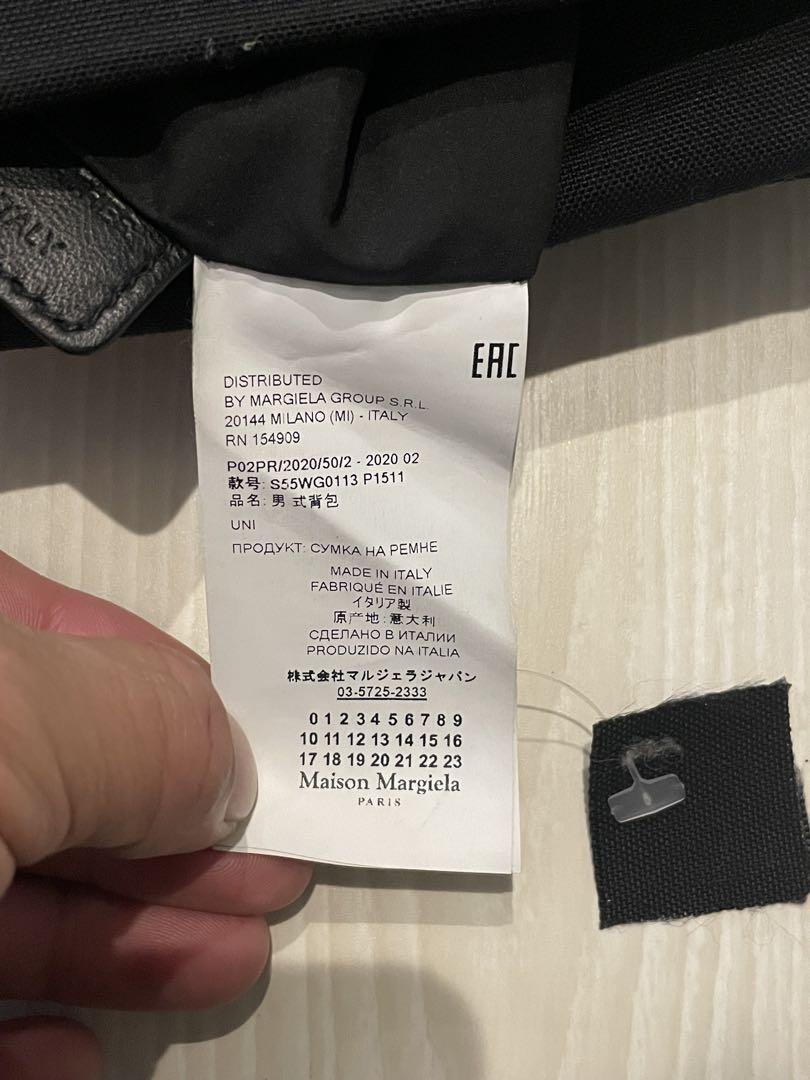 ITALY
EAC
DISTRIBUTED
BY MARGIELA GROUP S.R.L.
20144 MILANO (MI) - ITALY
RN 154909
P02PR/2020/50/2 - 2020 02
款号: S55WG0113 P1511
品名: 男式背包
UNI
ПРОДУКТ: СУМКА НА РЕМНЕ
MADE IN ITALY
FABRIQUÉ EN ITALIE
イタリア製
原产地: 意大利
СДЕЛАНО В ИТАЛИИ
PRODUZIDO NA ITALIA
株式会社マルジェラジャパン
03-5725-2333
0 1 2 3 4 5 6 7 8 9
10 11 12 13 14 15 16
17 18 19 20 21 22 23
Maison Margiela
PARIS